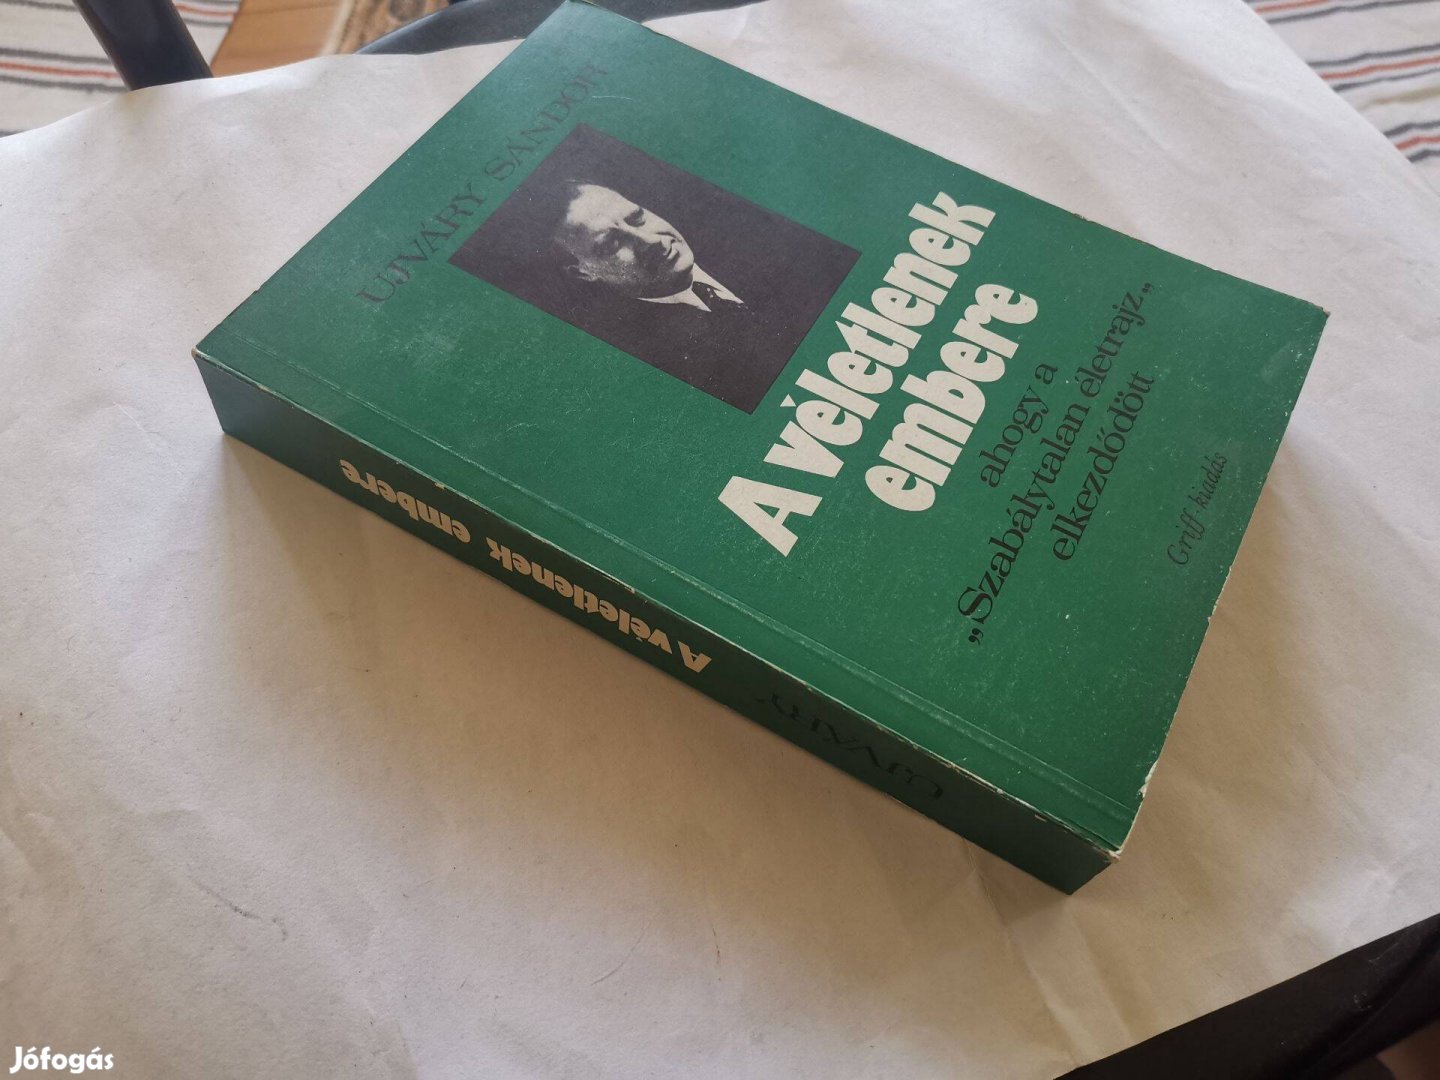 UJVÁRY SÁNDOR
A véletlenek
embere
ahogy a
„Szabálytalan életrajz”
elkezdődött
Griff kiadás
UJVÁRY
A véletlenek embere
Jófogás